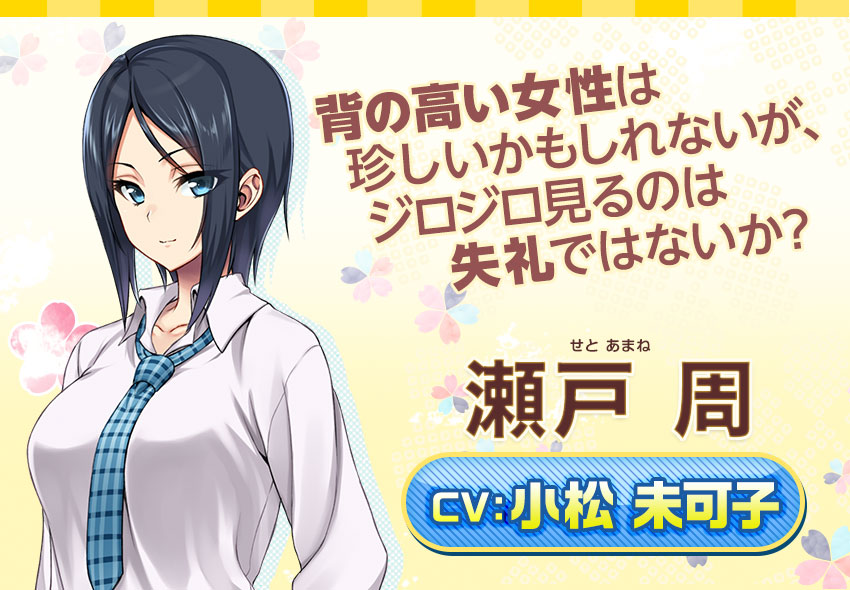 背の高い女性は
珍しいかもしれないが、
ジロジロ見るのは
失礼ではないか？
せと あまね
瀬戸 周
CV:小松 未可子